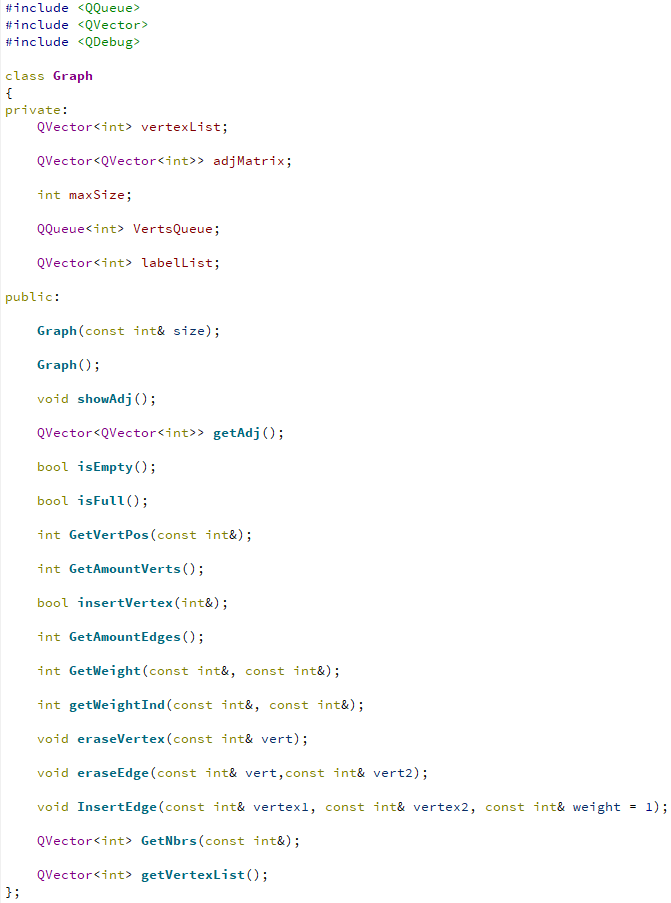 #include <QQueue>
#include <QVector>
#include <QDebug>
class Graph
{
private:
QVector<int> vertexList;
QVector<QVector<int>> adjMatrix;
int maxSize;
QQueue<int> VertsQueue;
QVector<int> labelList;
public:
Graph(const int& size);
Graph();
void showAdj();
QVector<QVector<int>> getAdj();
bool isEmpty();
bool isFull();
int GetVertPos(const int&);
int GetAmountVerts();
bool insertVertex(int&);
int GetAmountEdges();
int GetWeight(const int&, const int&);
int getWeightInd(const int&, const int&);
void eraseVertex(const int& vert);
void eraseEdge(const int& vert,const int& vert2);
void InsertEdge(const int& vertex1, const int& vertex2, const int& weight = 1);
QVector<int> GetNbrs(const int&);
QVector<int> getVertexList();
};